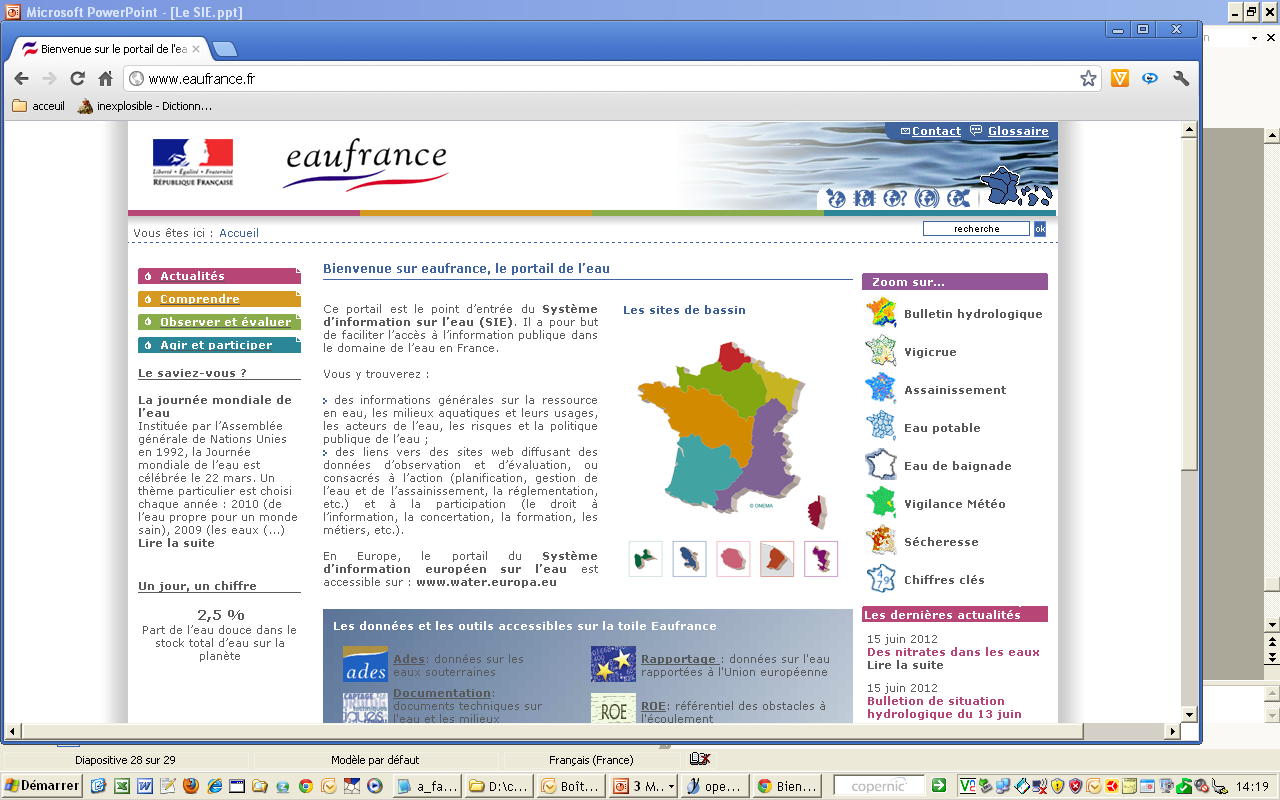 Microsoft PowerPoint - [Le SIE.ppt]
Bienvenue sur le portail de l'ea
www.eaufrance.fr
acceuil
inexplosible - Dictionn...
Contact
Glossaire
Liberté • Égalité • Fraternité
RÉPUBLIQUE FRANÇAISE
eaufrance
Vous êtes ici : Accueil
recherche
ok
Actualités
Comprendre
Observer et évaluer
Agir et participer
Le saviez-vous ?
La journée mondiale de
l'eau
Instituée par l'Assemblée
générale de Nations Unies
en 1992, la Journée
mondiale de l'eau est
célébrée le 22 mars. Un
thème particulier est choisi
chaque année : 2010 (de
l'eau propre pour un monde
sain), 2009 (les eaux (...)
Lire la suite
Un jour, un chiffre
2,5 %
Part de l'eau douce dans le
stock total d'eau sur la
planète
Bienvenue sur eaufrance, le portail de l'eau
Ce portail est le point d'entrée du Système
d'information sur l'eau (SIE). Il a pour but
de faciliter l'accès à l'information publique dans
le domaine de l'eau en France.
Vous y trouverez :
des informations générales sur la ressource
en eau, les milieux aquatiques et leurs usages,
les acteurs de l'eau, les risques et la politique
publique de l'eau ;
des liens vers des sites web diffusant des
données d'observation et d'évaluation, ou
consacrés à l'action (planification, gestion de
l'eau et de l'assainissement, la réglementation,
etc.) et à la participation (le droit à
l'information, la concertation, la formation, les
métiers, etc.).
En Europe, le portail du Système
d'information européen sur l'eau est
accessible sur : www.water.europa.eu
Les sites de bassin
© ONEMA
Les données et les outils accessibles sur la toile Eaufrance
ades
Ades: données sur les
eaux souterraines
Documentation:
documents techniques sur
l'eau et les milieux
Rapportage : données sur l'eau
rapportées à l'Union européenne
ROE
ROE: référentiel des obstacles à
l'écoulement
Zoom sur...
Bulletin hydrologique
Vigicrue
Assainissement
Eau potable
Eau de baignade
Vigilance Météo
Sécheresse
Chiffres clés
Les dernières actualités
15 juin 2012
Des nitrates dans les eaux
Lire la suite
15 juin 2012
Bulletion de situation
hydrologique du 13 juin
Diapositive 28 sur 29
Modèle par défaut
Français (France)
Démarrer
a_fa...
D:\c...
Boît...
3 M...
ope...
Bien...
copernic
14:19